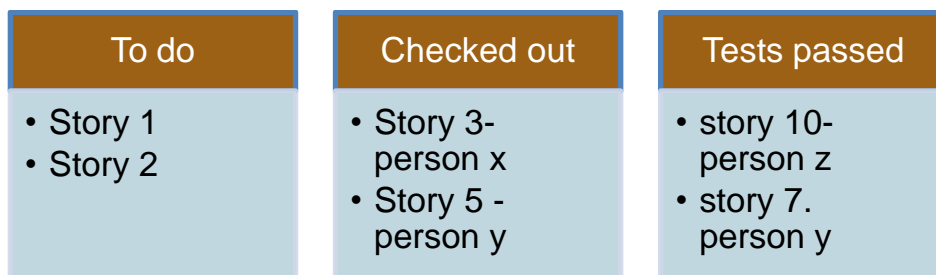 To do
• Story 1
• Story 2
Checked out
• Story 3-
person x
• Story 5 -
person y
Tests passed
• story 10-
person z
• story 7.
person y